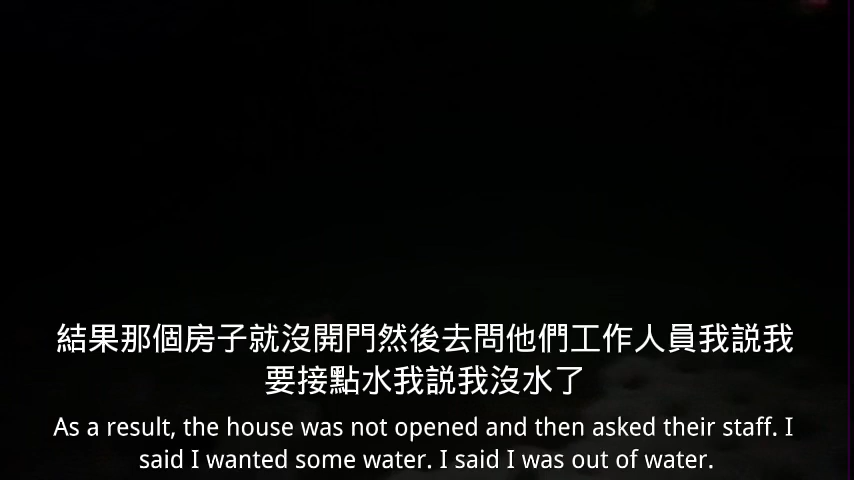 結果那個房子就沒開門然後去問他們工作人員我説我
要接點水我説我沒水了
As a result, the house was not opened and then asked their staff. I
said I wanted some water. I said I was out of water.